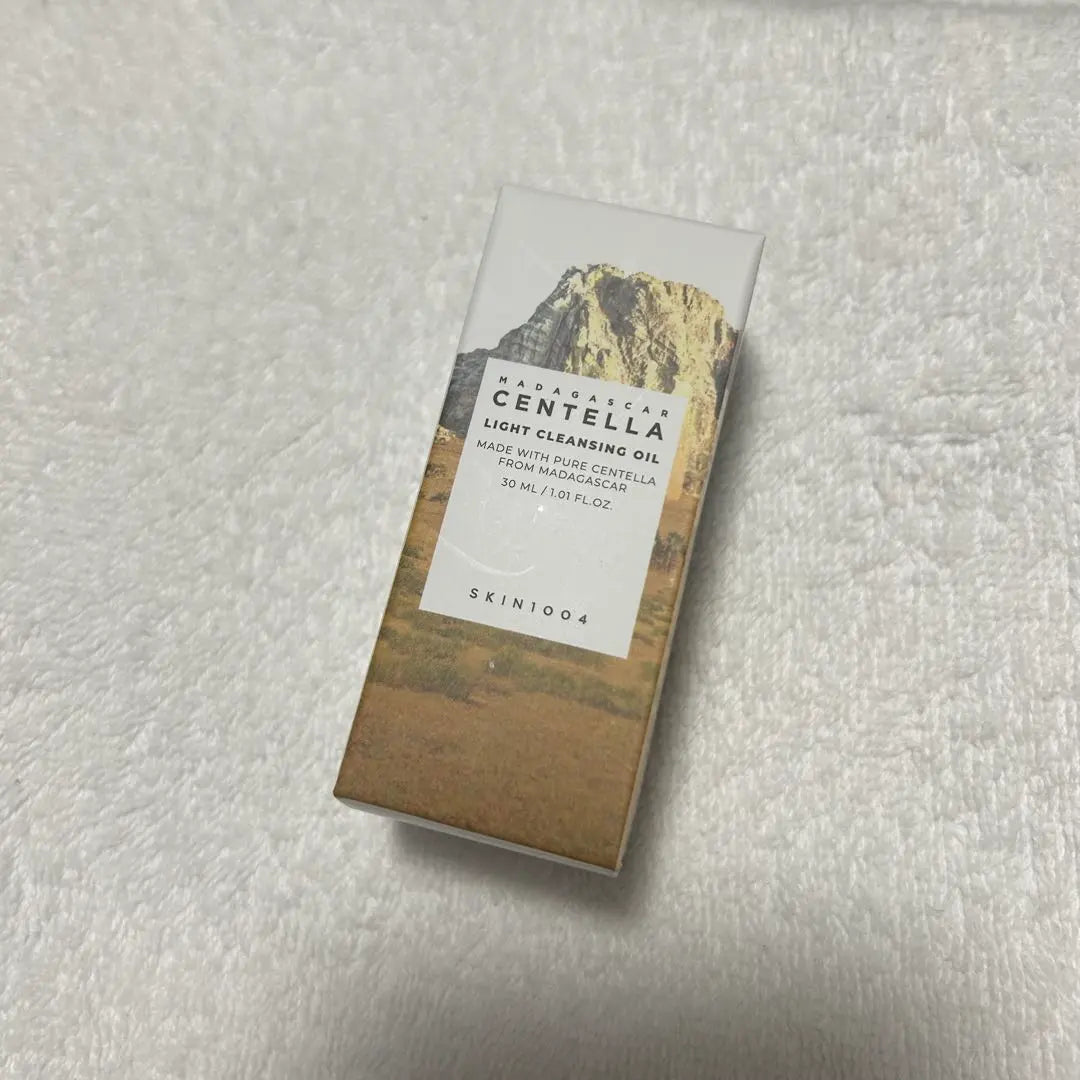 MADAGASCAR
CENTELLA
LIGHT CLEANSING OIL
MADE WITH PURE CENTELLA
FROM MADAGASCAR
30 ML / 1.01 FL.OZ.
SKIN1004